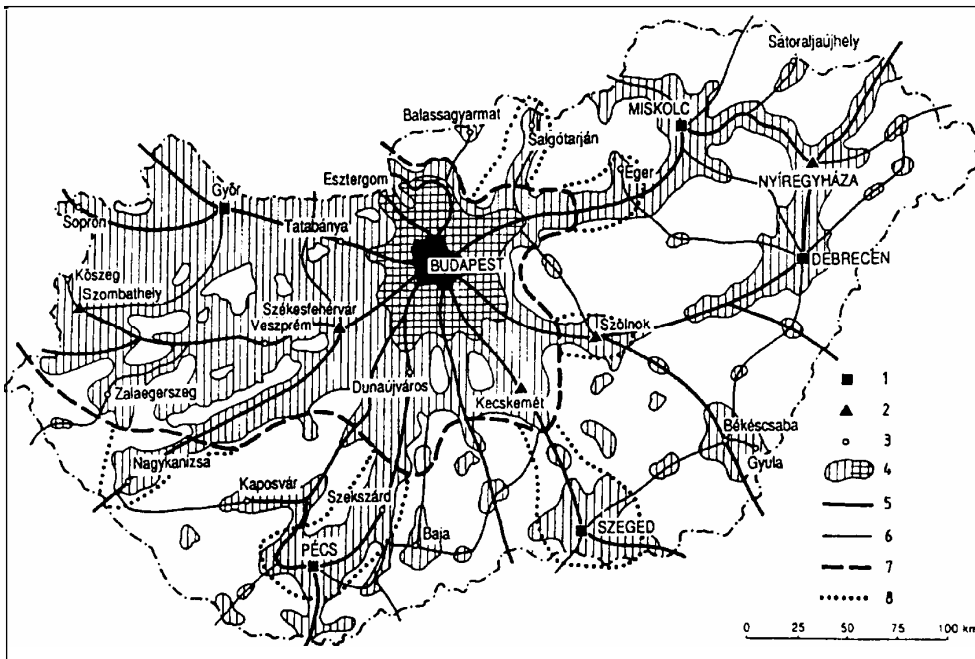 Sátoraljaújhely
MISKOLC
Balassagyarmat
Salgótarján
Eger
NYÍREGYHÁZA
Esztergom
Győr
Sopron
Tatabánya
BUDAPEST
DEBRECEN
Kőszeg
Szombathely
Székesfehérvár
Veszprém
Szolnok
Zalaegerszeg
Dunaújváros
Kecskemét
Békéscsaba
Gyula
Nagykanizsa
Kaposvár
Szekszárd
Baja
SZEGED
PÉCS
1
2
3
4
5
6
7
8
0 25 50 75 100 km